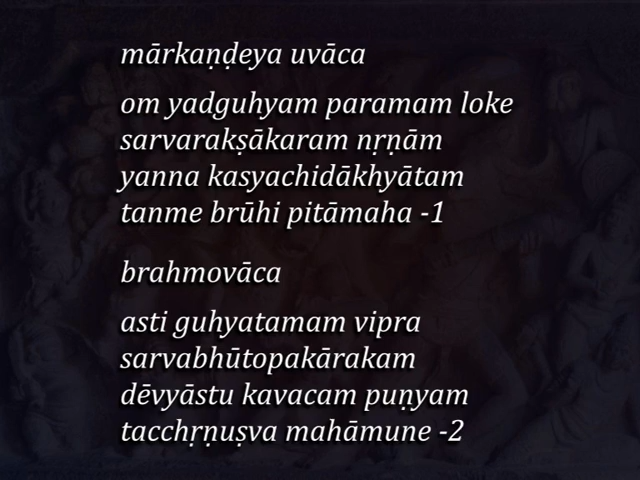 mārkaṇḍeya uvāca
om yadguhyam paramam loke
sarvarakṣākaram nṛṇām
yanna kasyachidākhyātam
tanme brūhi pitāmaha -1
brahmovāca
asti guhyatamam vipra
sarvabhūtopakārakam
dēvyāstu kavacam puṇyam
tacchṛṇuṣva mahāmune -2